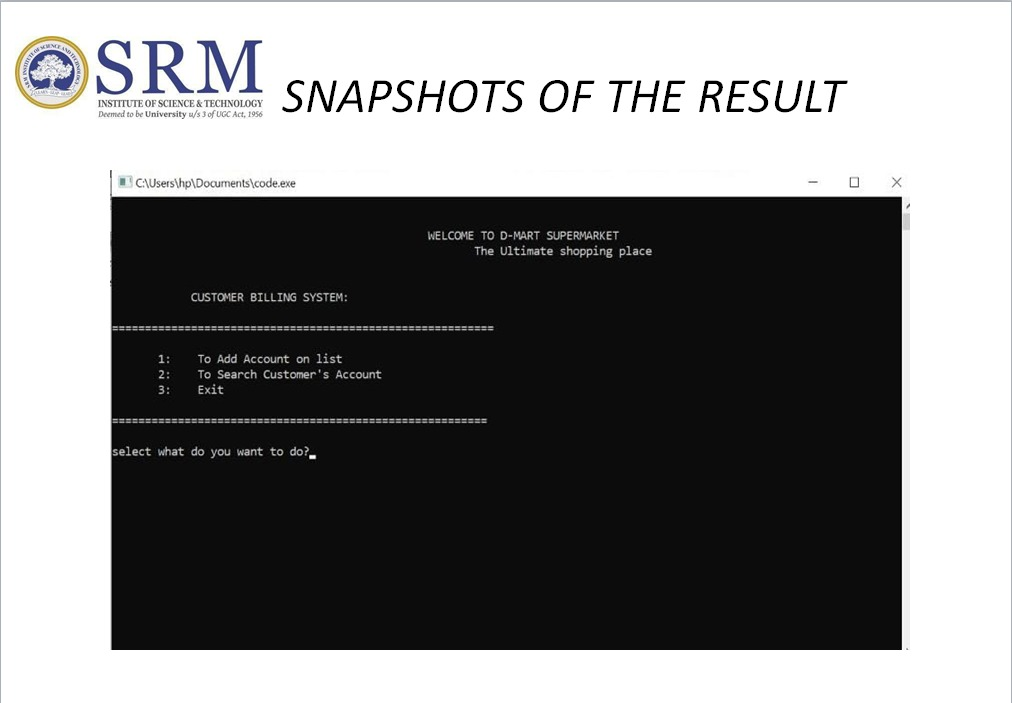 SRM
INSTITUTE OF SCIENCE & TECHNOLOGY
Deemed to be University u/s 3 of UGC Act, 1956
SNAPSHOTS OF THE RESULT
C:\Users\hp\Documents\code.exe
WELCOME TO D-MART SUPERMARKET
The Ultimate shopping place
CUSTOMER BILLING SYSTEM:
==========================================================
1: To Add Account on list
2: To Search Customer's Account
3: Exit
=========================================================
select what do you want to do?